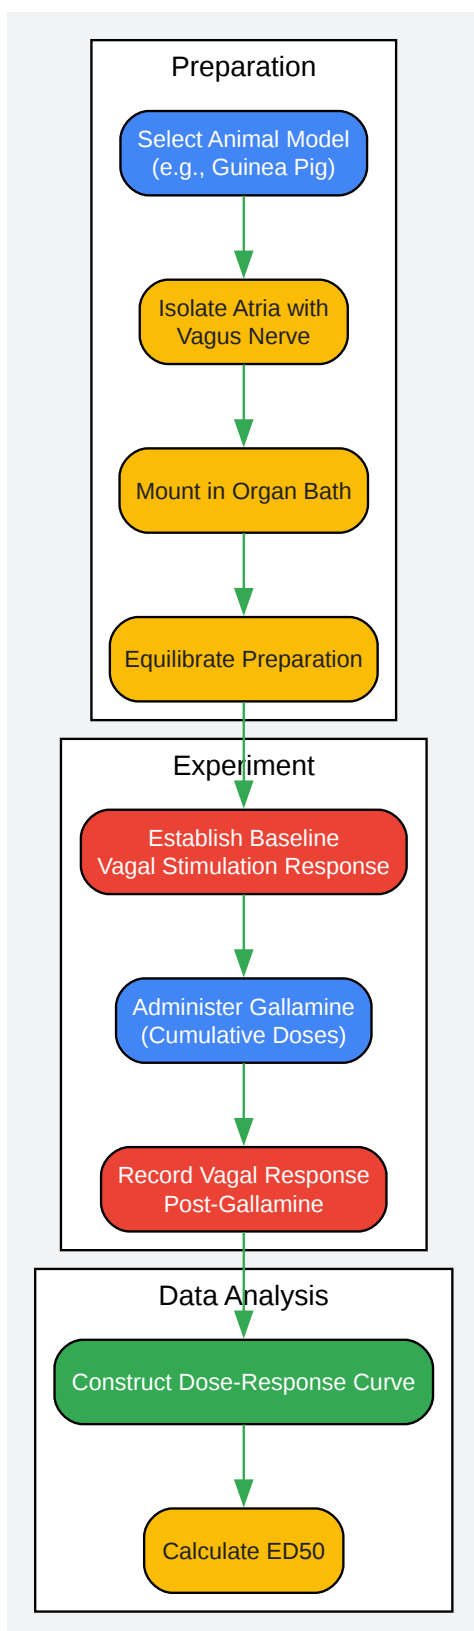 Preparation
Select Animal Model
(e.g., Guinea Pig)
Isolate Atria with
Vagus Nerve
Mount in Organ Bath
Equilibrate Preparation
Experiment
Establish Baseline
Vagal Stimulation Response
Administer Gallamine
(Cumulative Doses)
Record Vagal Response
Post-Gallamine
Data Analysis
Construct Dose-Response Curve
Calculate ED50